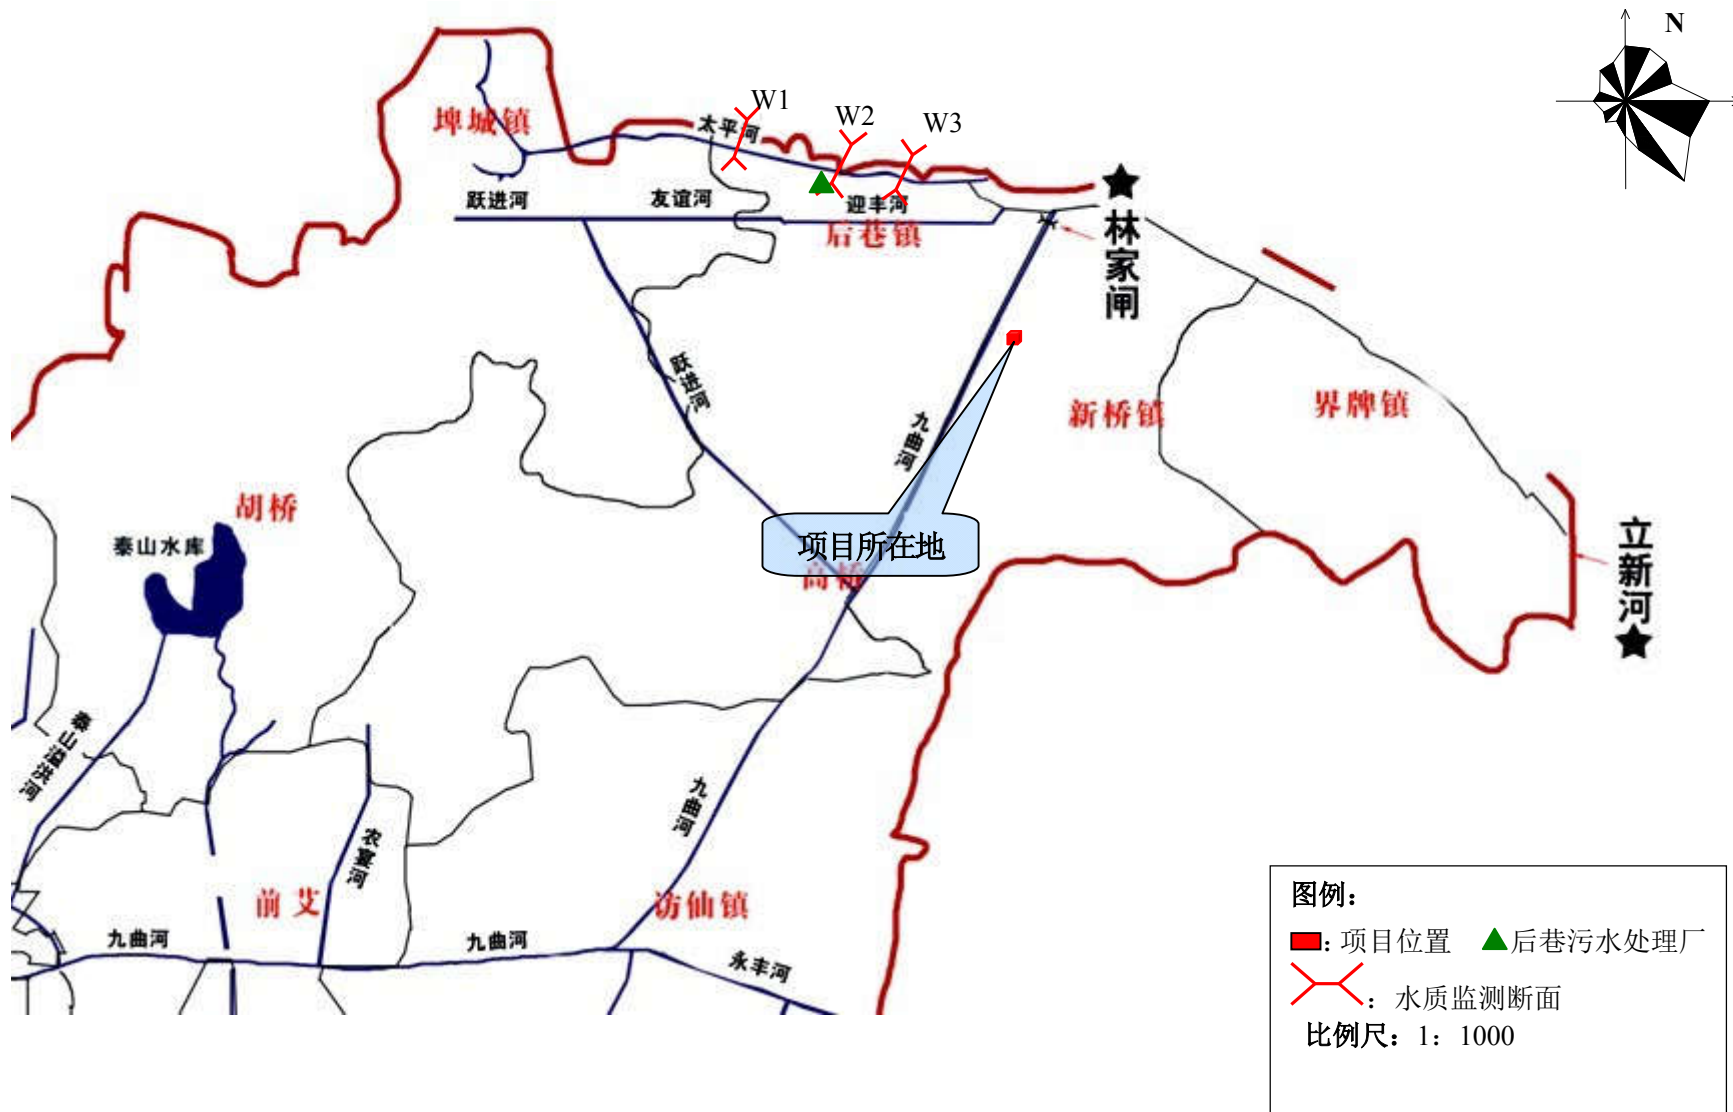 N
W1
W2
W3
埤城镇
太平河
跃进河
友谊河
迎丰河
后巷镇
林家闸
跃进河
九曲河
新桥镇
界牌镇
胡桥
泰山水库
项目所在地
高桥
立新河
泰山溢洪河
九曲河
农
河
前艾
访仙镇
九曲河
九曲河
永丰河
图例：
：项目位置
后巷污水处理厂
：水质监测断面
比例尺：1：1000